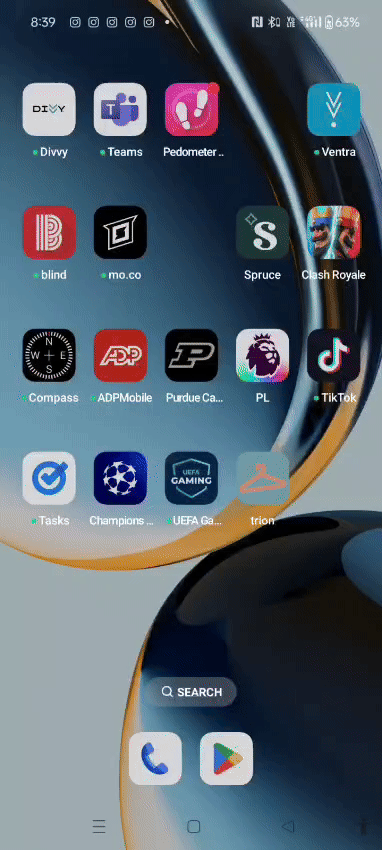 8:39 63%
DIVVY
Divvy Teams Pedometer .. Ventra
B S
blind mo.co Spruce Clash Royale
N
W E
S
ADP P
Compass ADPMobile Purdue Ca... PL TikTok
UEFA
GAMING
Tasks Champions ... UEFA Ga... trion
SEARCH